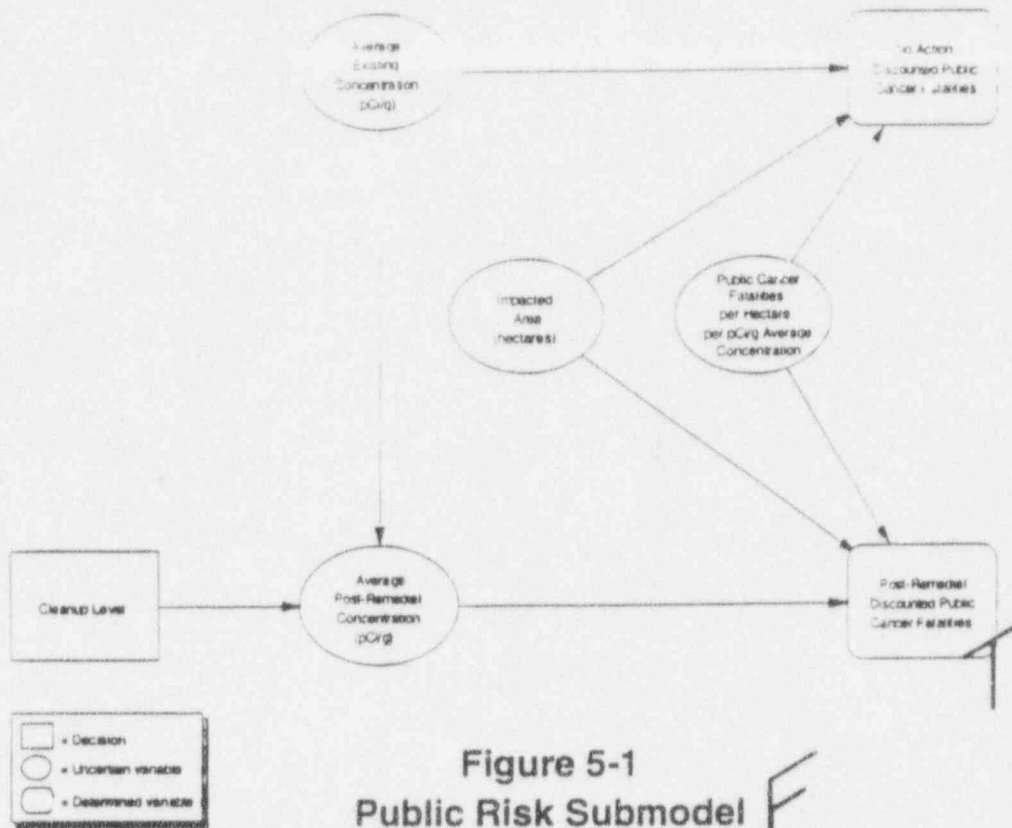 Average
Existing
Concentration
(pCi/g)
No Action
Discounted Public
Cancer Fatalities
Impacted
Area
(hectares)
Public Cancer
Fatalities
per Hectare
per pCi/g Average
Concentration
Cleanup Level
Average
Post-Remedial
Concentration
(pCi/g)
Post-Remedial
Discounted Public
Cancer Fatalities
= Decision
= Uncertain variable
= Determined variable
Figure 5-1
Public Risk Submodel